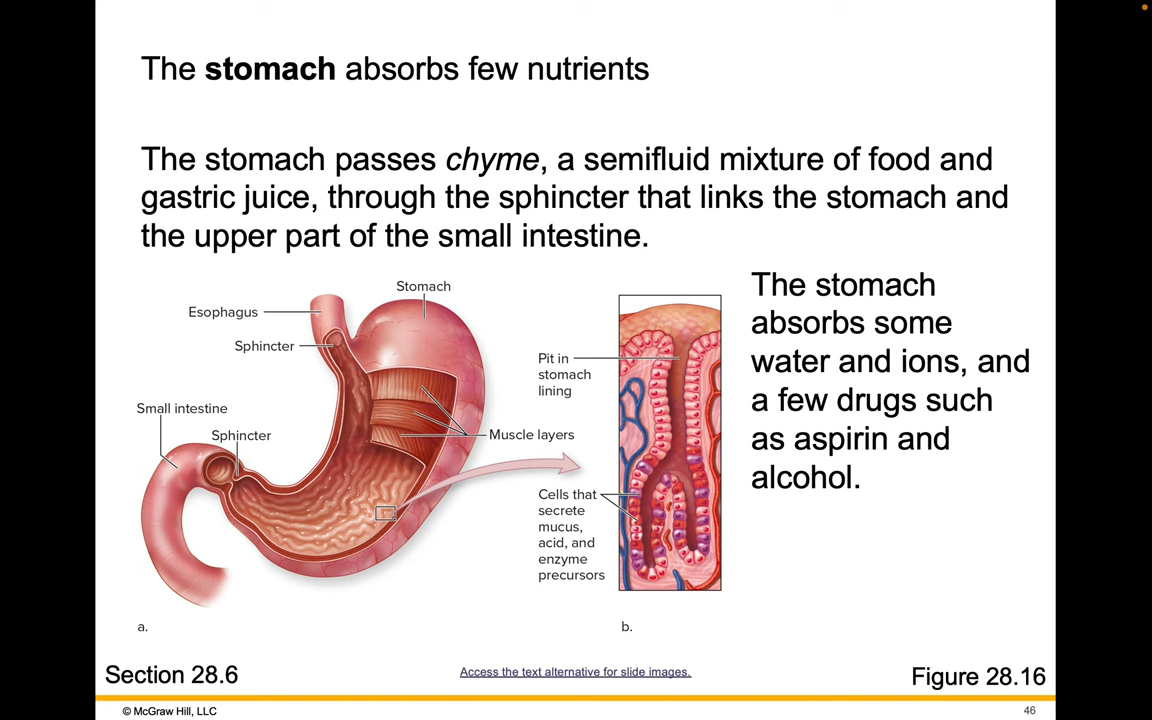 The stomach absorbs few nutrients
The stomach passes chyme, a semifluid mixture of food and
gastric juice, through the sphincter that links the stomach and
the upper part of the small intestine.
Stomach
Esophagus
Sphincter
Small intestine
Sphincter
Muscle layers
Pit in
stomach
lining
Cells that
secrete
mucus,
acid, and
enzyme
precursors
The stomach
absorbs some
water and ions, and
a few drugs such
as aspirin and
alcohol.
a.
b.
Section 28.6
Access the text alternative for slide images.
Figure 28.16
© McGraw Hill, LLC
46